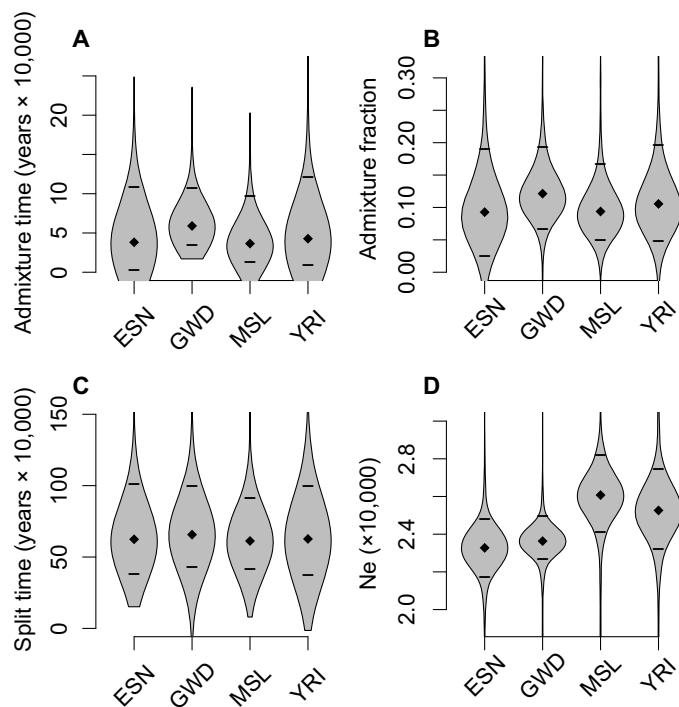 A
Admixture time (years × 10,000)
20
10
5
0
ESN
GWD
MSL
YRI
B
Admixture fraction
0.30
0.20
0.10
0.00
ESN
GWD
MSL
YRI
C
Split time (years × 10,000)
150
100
50
0
ESN
GWD
MSL
YRI
D
Ne (×10,000)
2.8
2.4
2.0
ESN
GWD
MSL
YRI